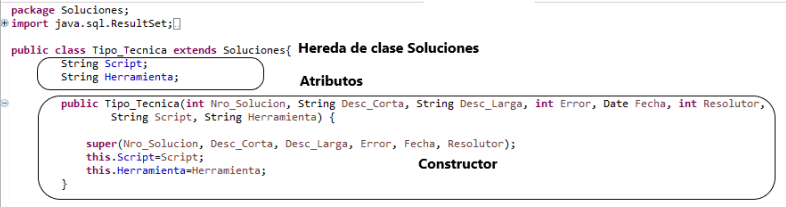 package Soluciones;
import java.sql.ResultSet;
public class Tipo_Tecnica extends Soluciones{ Hereda de clase Soluciones
String Script;
String Herramienta;
Atributos
public Tipo_Tecnica(int Nro_Solucion, String Desc_Corta, String Desc_Larga, int Error, Date Fecha, int Resolutor,
String Script, String Herramienta) {
super(Nro_Solucion, Desc_Corta, Desc_Larga, Error, Fecha, Resolutor);
this.Script=Script;
this.Herramienta=Herramienta;
Constructor
}